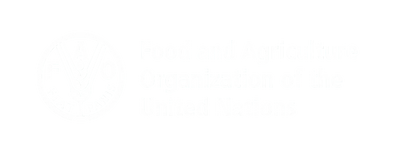 Food and Agriculture
Organization of the
United Nations